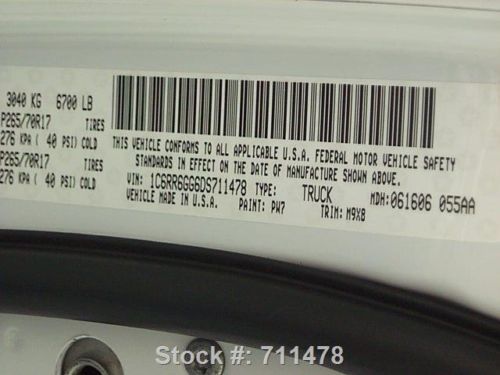 3040 KG 6700 LB
P265/70R17 TIRES
276 KPA ( 40 PSI) COLD
P265/70R17 TIRES
276 KPA ( 40 PSI) COLD
THIS VEHICLE CONFORMS TO ALL APPLICABLE U.S.A. FEDERAL MOTOR VEHICLE SAFETY
STANDARDS IN EFFECT ON THE DATE OF MANUFACTURE SHOWN ABOVE.
VIN: 1C6RR6GG6DS711478 TYPE: TRUCK MDH: 061606 055AA
VEHICLE MADE IN U.S.A. PAINT: PW7 TRIM: M9X8
Stock #: 711478